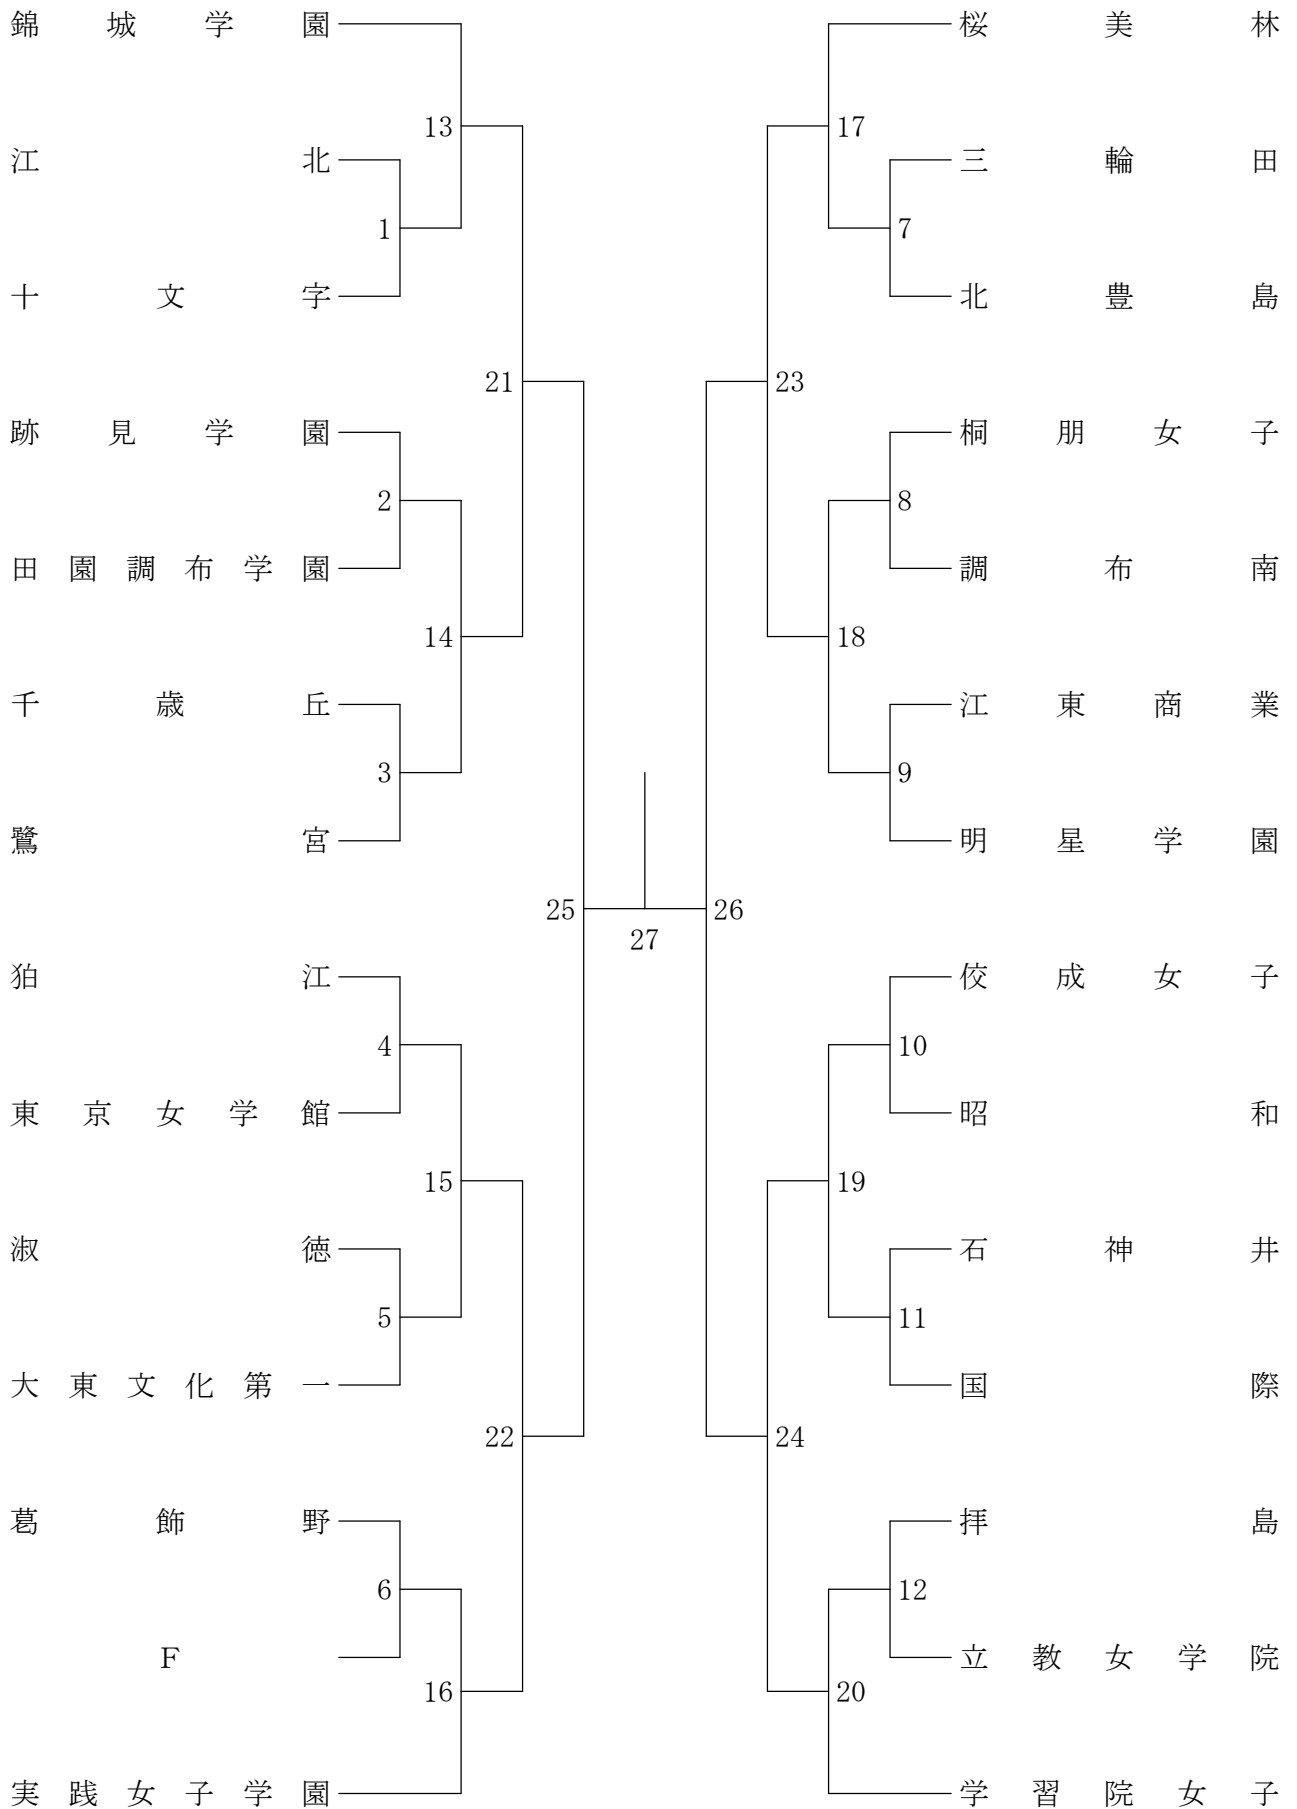 錦城学園
桜美林
13
17
江北
三輪田
1
7
十文字
北豊島
21
23
跡見学園
桐朋女子
2
8
田園調布学園
調布南
14
18
千歳丘
江東商業
3
9
鷺宮
明星学園
25
26
27
狛江
佼成女子
4
10
東京女学館
昭和
15
19
淑徳
石神井
5
11
大東文化第一
国際
22
24
葛飾野
拝島
6
12
F
立教女学院
16
20
実践女子学園
学習院女子